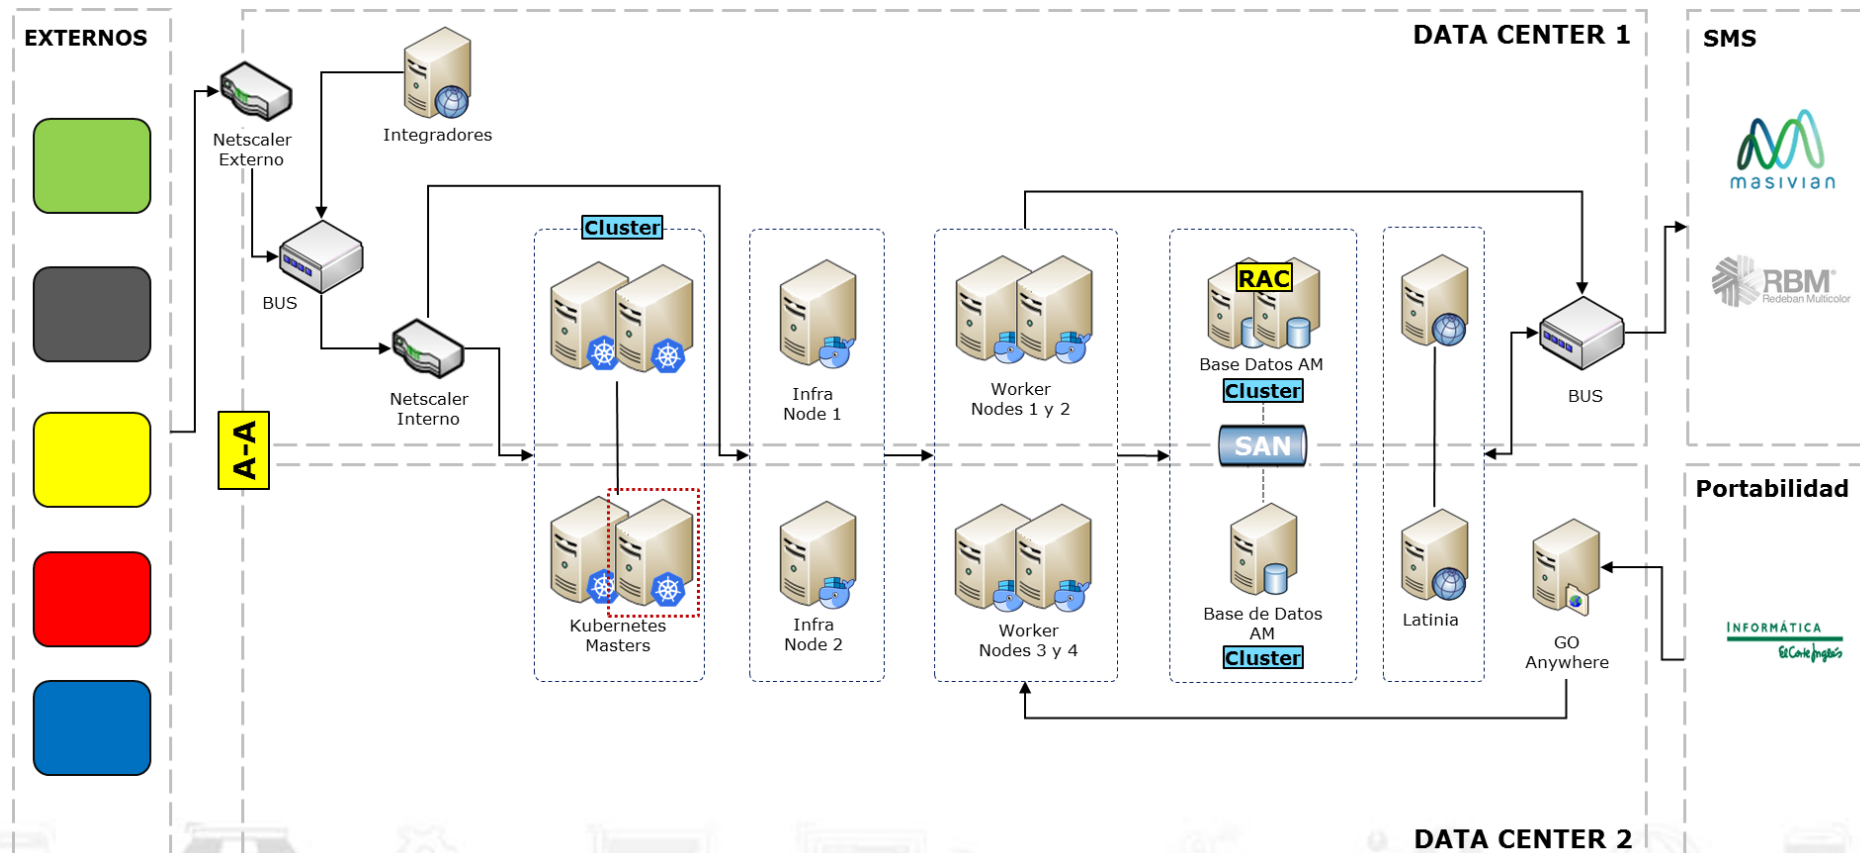 EXTERNOS
DATA CENTER 1
SMS
Netscaler
Externo
Integradores
masivian
Cluster
BUS
RAC
RBM®
Redeban Multicolor
Netscaler
Interno
Infra
Node 1
Worker
Nodes 1 y 2
Base Datos AM
Cluster
BUS
A-A
SAN
Portabilidad
Kubernetes
Masters
Infra
Node 2
Worker
Nodes 3 y 4
Base de Datos
AM
Cluster
Latinia
GO
Anywhere
INFORMÁTICA
El Corte Inglés
DATA CENTER 2